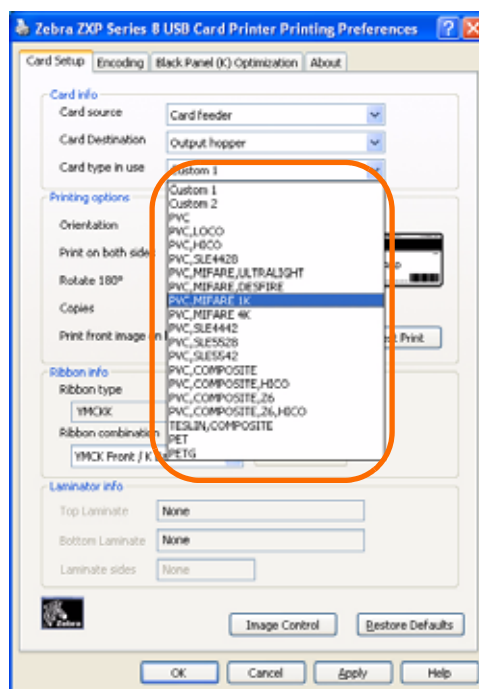 Zebra ZXP Series 8 USB Card Printer Printing Preferences
Card Setup Encoding Black Panel (K) Optimization About
Card info
Card source Card feeder
Card Destination Output hopper
Card type in use Custom 1
Custom 1
Custom 2
Printing options
PVC
Orientation
PVC,LOCO
PVC,HICO
Print on both sides
PVC,SLE4428
PVC,MIFARE,ULTRALIGHT
Rotate 180°
PVC,MIFARE,DESFIRE
PVC,MIFARE 1K
Copies
PVC,MIFARE 4K
PVC,SLE4442
Print front image on
PVC,SLE5528
Print
PVC,SLE5542
PVC,COMPOSITE
Ribbon info
PVC,COMPOSITE,HICO
Ribbon type
PVC,COMPOSITE,Z6
YMCKK
PVC,COMPOSITE,Z6,HICO
TESLIN,COMPOSITE
Ribbon combination
PET
PETG
YMCK Front / K
Laminator info
Top Laminate None
Bottom Laminate None
Laminate sides None
Zebra
Image Control Restore Defaults
OK Cancel Apply Help